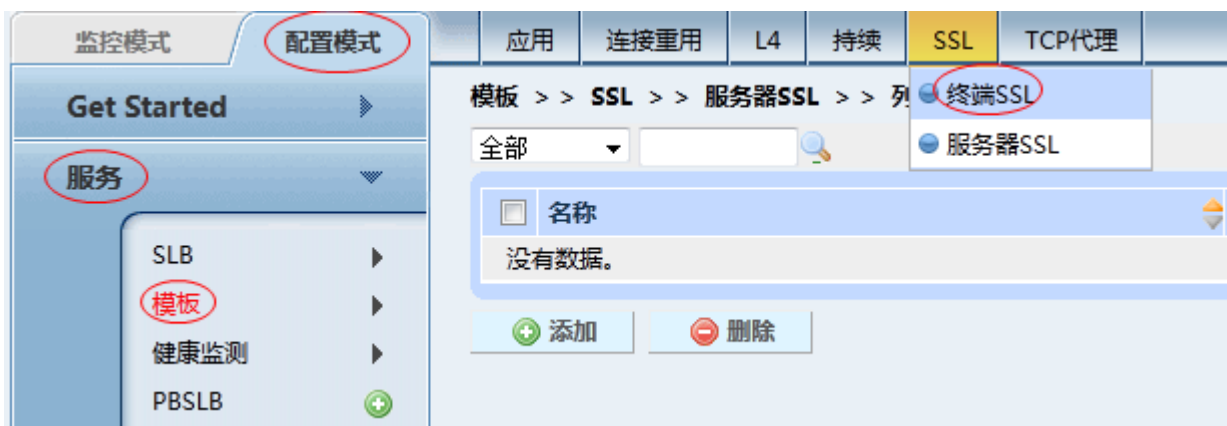 监控模式 配置模式 应用 连接重用 L4 持续 SSL TCP代理
Get Started
模板 >> SSL >> 服务器SSL >> 列
终端SSL
全部
服务器SSL
服务
名称
没有数据。
SLB
模板
添加 删除
健康监测
PBSLB